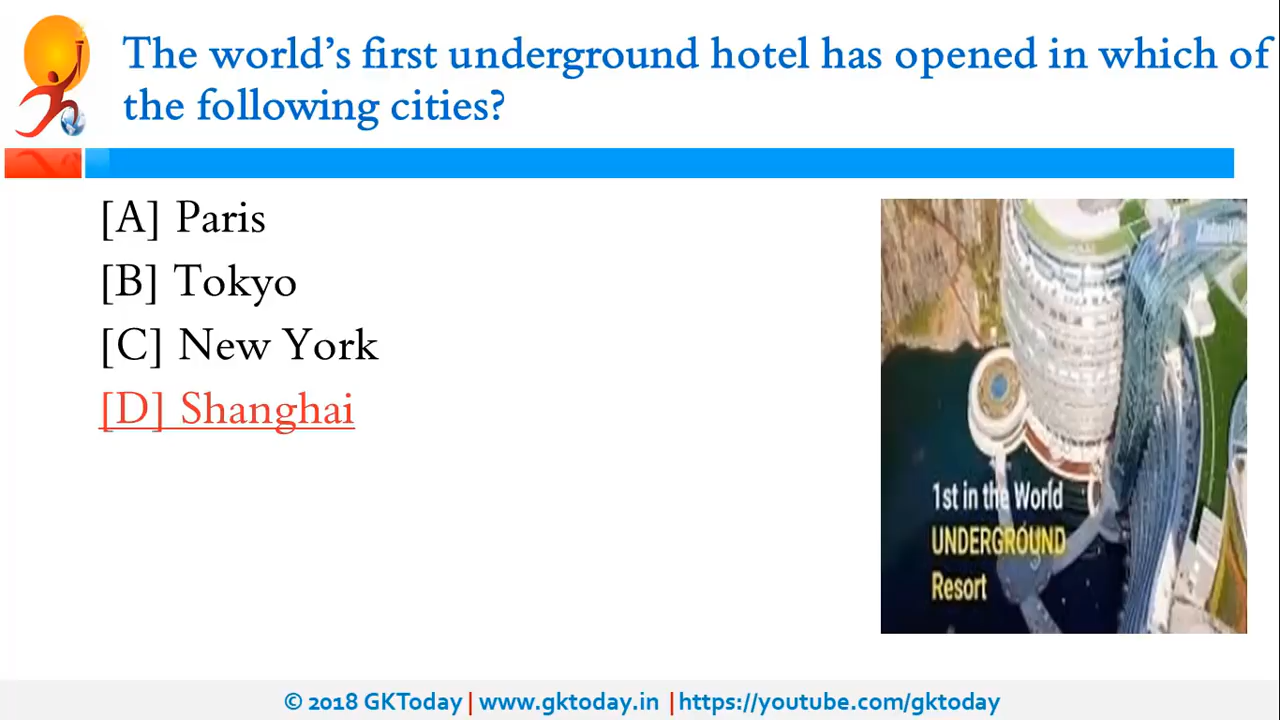 The world’s first underground hotel has opened in which of
the following cities?
[A] Paris
[B] Tokyo
[C] New York
[D] Shanghai
1st in the World
UNDERGROUND
Resort
© 2018 GKToday | www.gktoday.in | https://youtube.com/gktoday